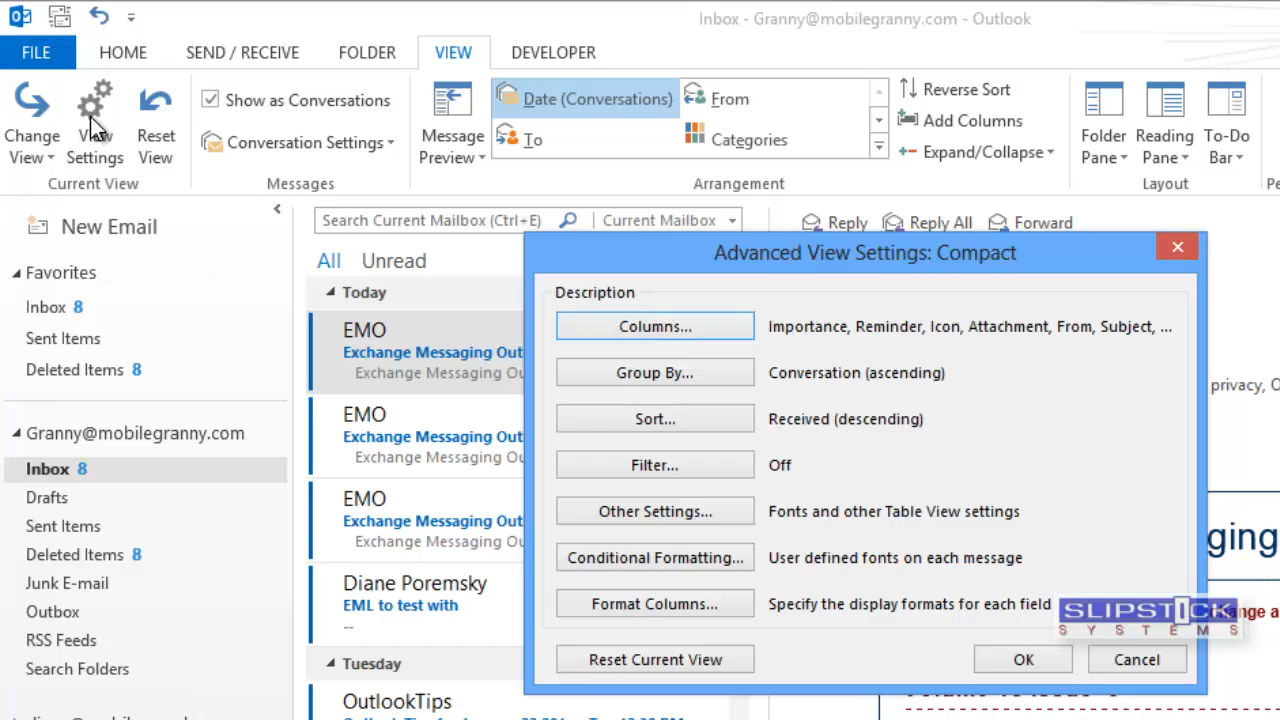 Inbox - Granny@mobilegranny.com - Outlook
FILE HOME SEND / RECEIVE FOLDER VIEW DEVELOPER
Change View
View Settings
Reset View
Current View
Show as Conversations
Conversation Settings
Messages
Message Preview
Date (Conversations) From
To Categories
Reverse Sort
Add Columns
Expand/Collapse
Arrangement
Folder Pane
Reading Pane
To-Do Bar
Layout
New Email
Favorites
Inbox 8
Sent Items
Deleted Items 8
Granny@mobilegranny.com
Inbox 8
Drafts
Sent Items
Deleted Items 8
Junk E-mail
Outbox
RSS Feeds
Search Folders
Search Current Mailbox (Ctrl+E) Current Mailbox
All Unread
Today
EMO
Exchange Messaging Out
Exchange Messaging Ou
EMO
Exchange Messaging Out
Exchange Messaging Ou
EMO
Exchange Messaging Out
Exchange Messaging Ou
Diane Poremsky
EML to test with
--
Tuesday
OutlookTips
Reply Reply All Forward
Advanced View Settings: Compact
Description
Columns... Importance, Reminder, Icon, Attachment, From, Subject, ...
Group By... Conversation (ascending)
Sort... Received (descending)
Filter... Off
Other Settings... Fonts and other Table View settings
Conditional Formatting... User defined fonts on each message
Format Columns... Specify the display formats for each field
Reset Current View OK Cancel
privacy, O
ging
SLIPSTICK
SYSTEMS